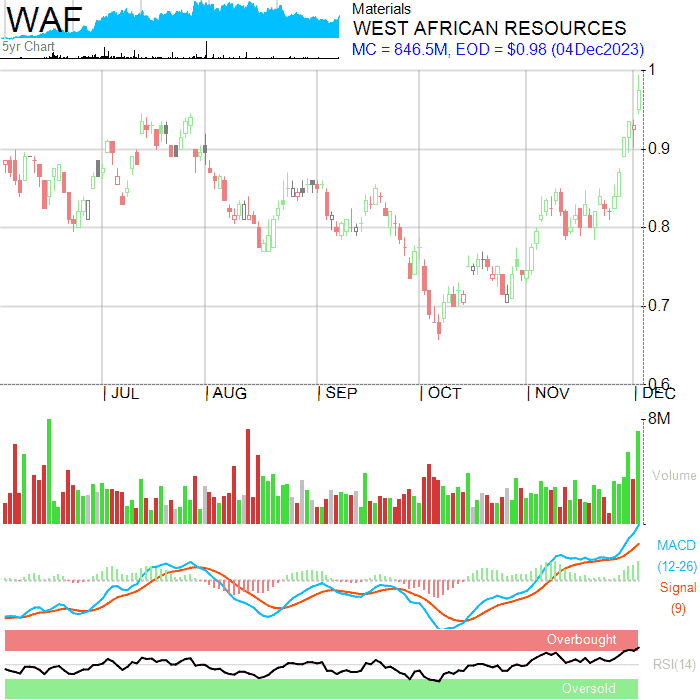 WAF
5yr Chart
Materials
WEST AFRICAN RESOURCES
MC = 846.5M, EOD = $0.98 (04Dec2023)
1
0.9
0.8
0.7
0.6
JUL AUG SEP OCT NOV DEC
8M
Volume
MACD
(12-26)
Signal
(9)
Overbought
RSI(14)
Oversold